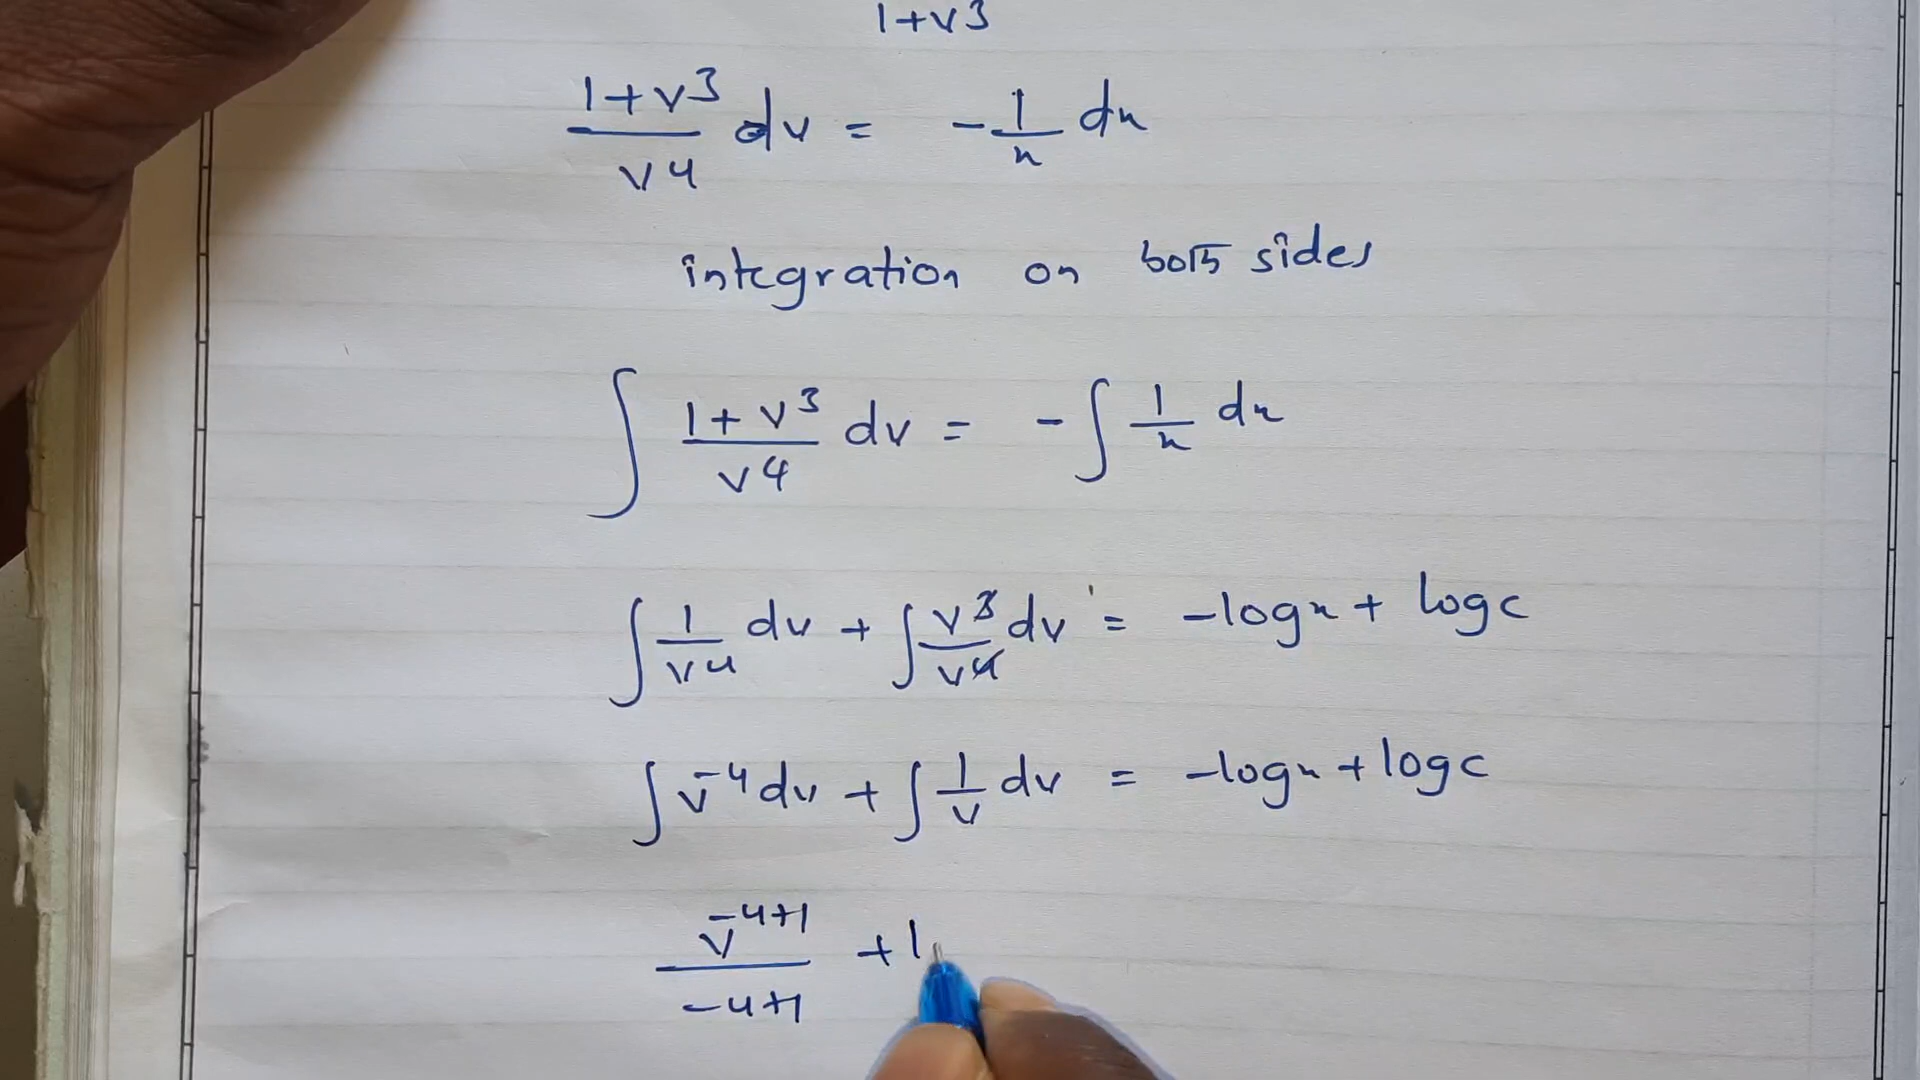 1+v3
1+v³/v4 dv = -1/x dx
integration on both sides
∫ 1+v³/v4 dv = -∫ 1/x dx
∫ 1/v4 dv + ∫ v3/v4 dv = -logx + logc
∫ v-4 dv + ∫ 1/v dv = -logx + logc
v-4+1/-4+1 + l